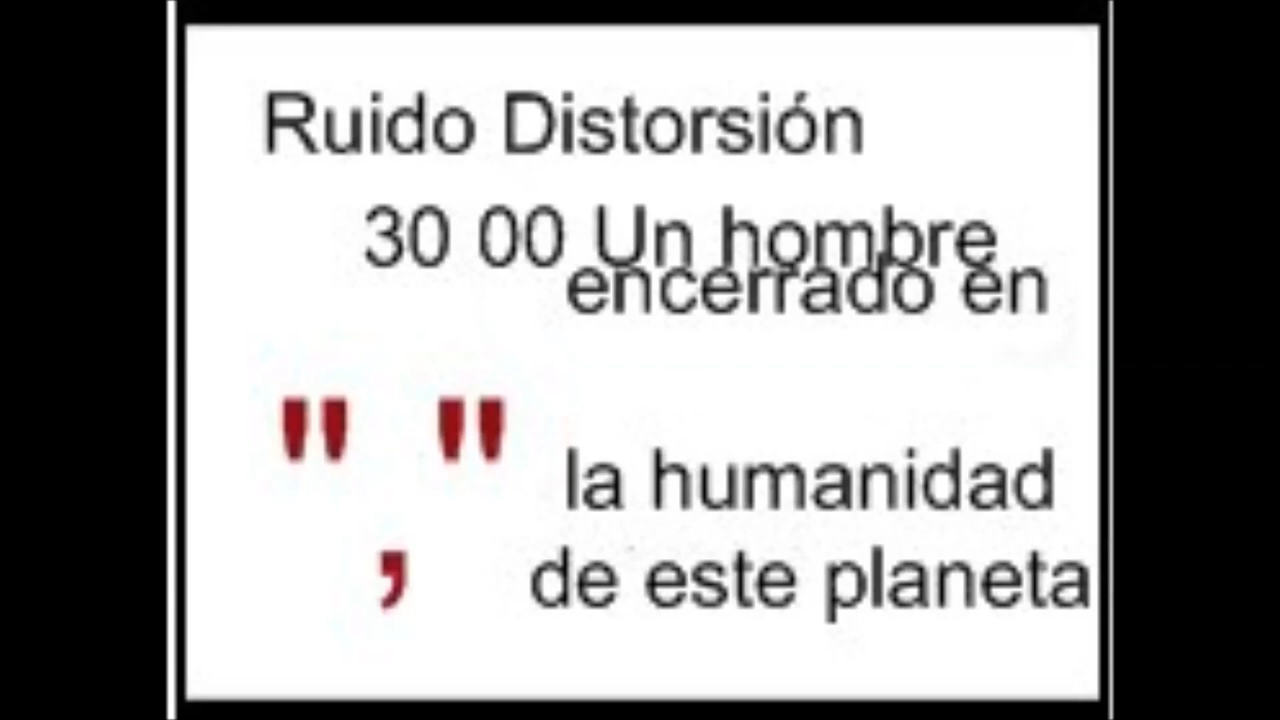 Ruido Distorsión
30 00 Un hombre
encerrado en
" "
la humanidad
,
de este planeta